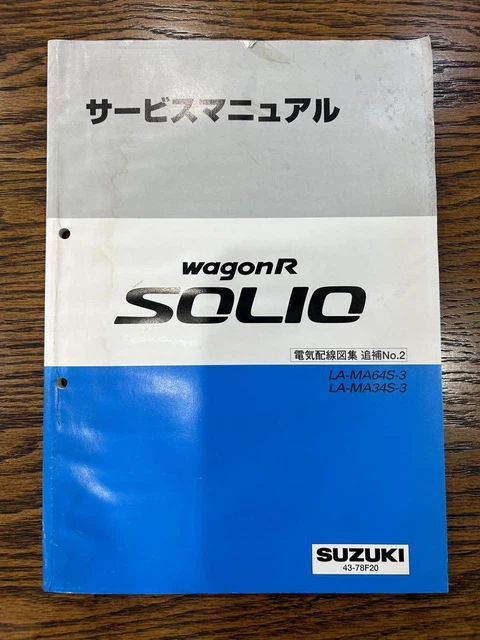 サービスマニュアル
wagonR
SOLIO
電気配線図集 追補No.2
LA-MA64S-3
LA-MA34S-3
SUZUKI
43-78F20